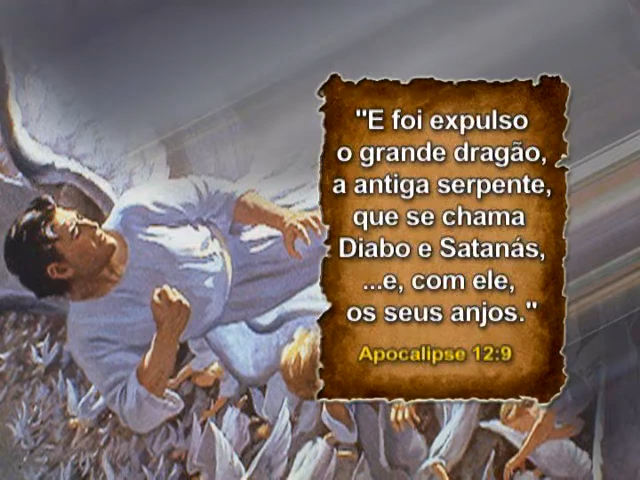 "E foi expulso
o grande dragão,
a antiga serpente,
que se chama
Diabo e Satanás,
...e, com ele,
os seus anjos."
Apocalipse 12:9